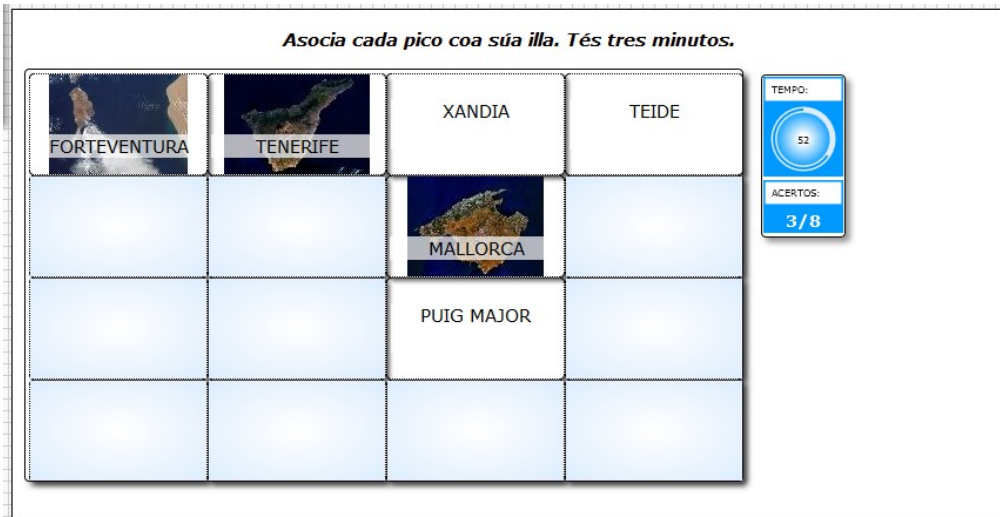 Asocia cada pico coa súa illa. Tés tres minutos.
FORTEVENTURA
TENERIFE
XANDIA
TEIDE
TEMPO:
52
ACERTOS:
3/8
MALLORCA
PUIG MAJOR